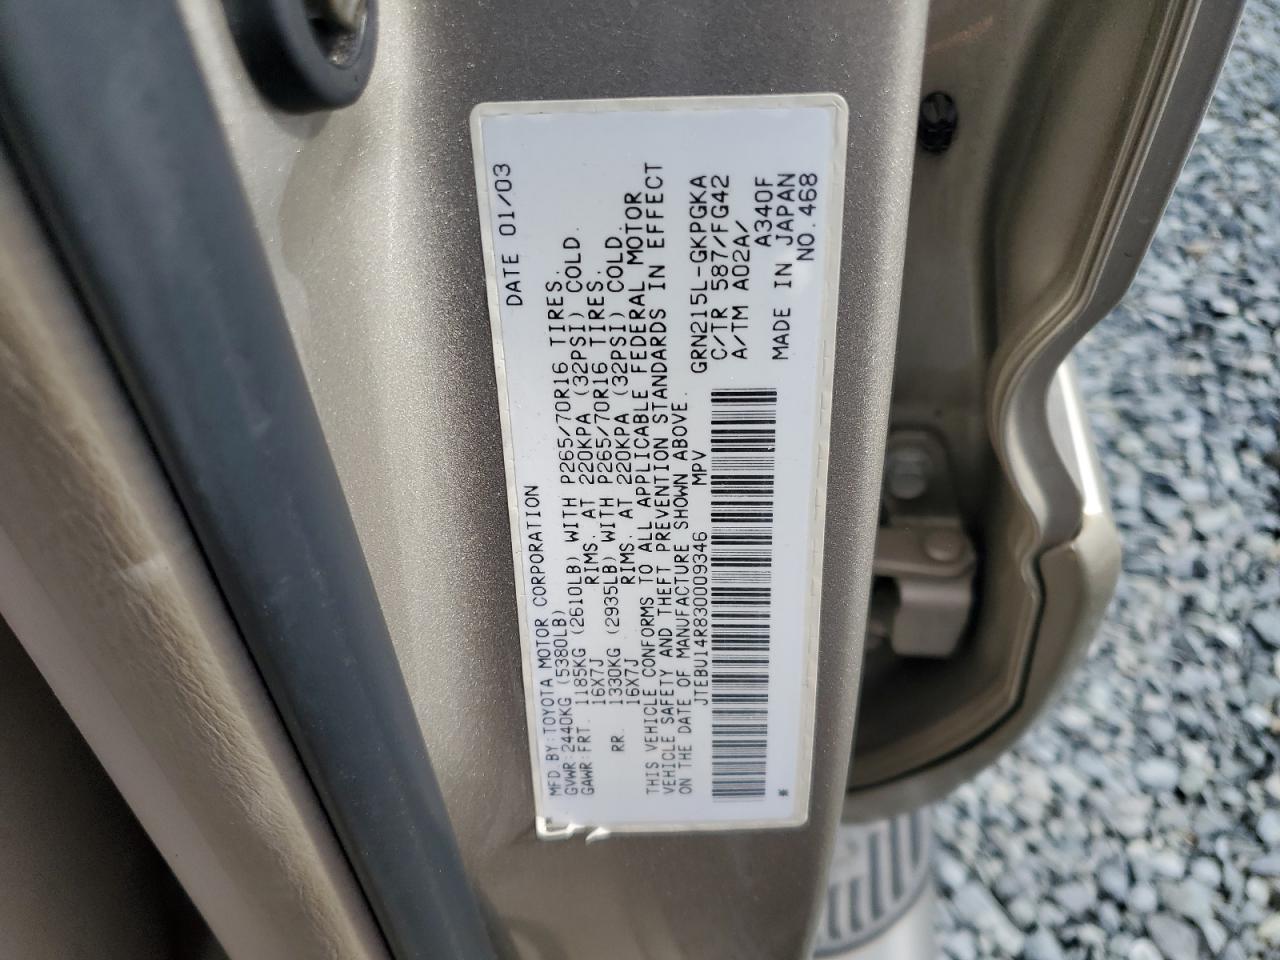 MFD BY:TOYOTA MOTOR CORPORATION DATE 01/03
GVWR:2440KG (5380LB)
GAWR:FRT. 1185KG (2610LB) WITH P265/70R16 TIRES.
16X7J RIMS. AT 220KPA (32PSI) COLD.
RR. 1330KG (2935LB) WITH P265/70R16 TIRES.
16X7J RIMS. AT 220KPA (32PSI) COLD.
THIS VEHICLE CONFORMS TO ALL APPLICABLE FEDERAL MOTOR
VEHICLE SAFETY AND THEFT PREVENTION STANDARDS IN EFFECT
ON THE DATE OF MANUFACTURE SHOWN ABOVE.
JTEBU14R830009346 MPV GRN215L-GKPGKA
C/TR 587/FG42
A/TM A02A/
A340F
* MADE IN JAPAN
NO.468